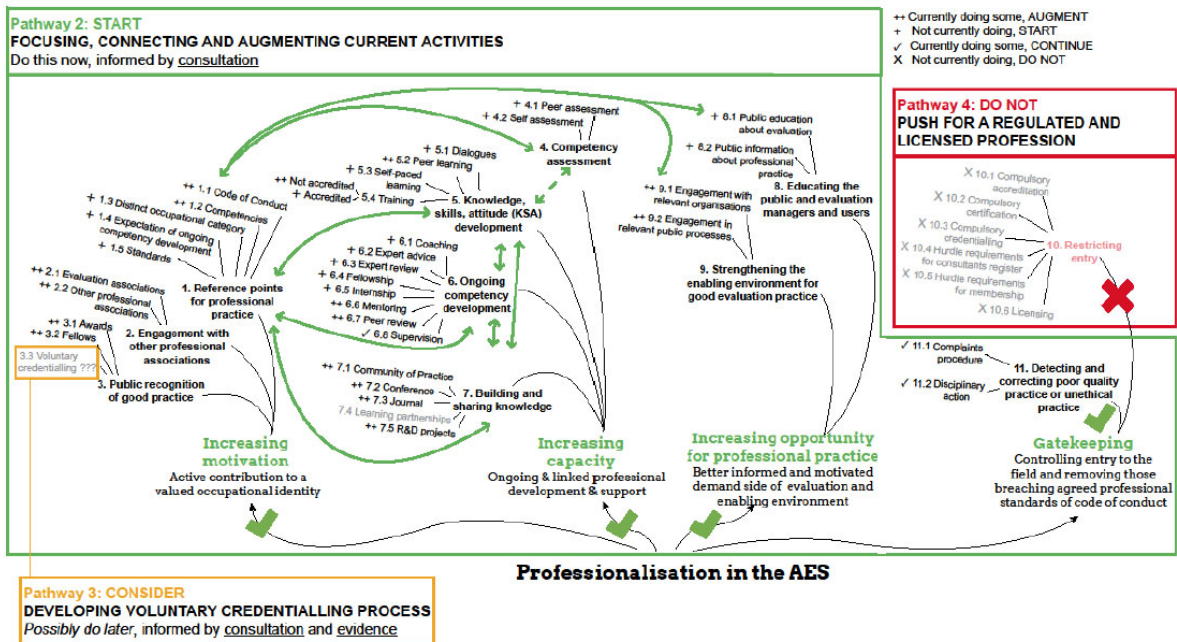 Pathway 2: START
FOCUSING, CONNECTING AND AUGMENTING CURRENT ACTIVITIES
Do this now, informed by consultation
++ Currently doing some, AUGMENT
+ Not currently doing, START
✓ Currently doing some, CONTINUE
X Not currently doing, DO NOT
Pathway 4: DO NOT
PUSH FOR A REGULATED AND
LICENSED PROFESSION
X 10.1 Compulsory
accreditation
X 10.2 Compulsory
certification
X 10.3 Compulsory
credentialling
X 10.4 Hurdle requirements
for consultants register
X 10.5 Hurdle requirements
for membership
X 10.6 Licensing
10. Restricting
entry
+ 4.1 Peer assessment
++ 4.2 Self assessment
4. Competency
assessment
+ 8.1 Public education
about evaluation
+ 8.2 Public information
about professional
practice
8. Educating the
public and evaluation
managers and users
+ 5.1 Dialogues
++ 5.2 Peer learning
+ 5.3 Self-paced
learning
++ Not accredited
+ Accredited
5.4 Training
5. Knowledge,
skills, attitude (KSA)
development
++ 9.1 Engagement with
relevant organisations
++ 9.2 Engagement in
relevant public processes
9. Strengthening the
enabling environment for
good evaluation practice
++ 1.1 Code of Conduct
++ 1.2 Competencies
+ 1.3 Distinct occupational
category
+ 1.4 Expectation of ongoing
competency development
+ 1.5 Standards
1. Reference points
for professional
practice
+ 6.1 Coaching
++ 6.2 Expert advice
+ 6.3 Expert review
+ 6.4 Fellowship
+ 6.5 Internship
++ 6.6 Mentoring
++ 6.7 Peer review
✓ 6.8 Supervision
6. Ongoing
competency
development
++ 2.1 Evaluation associations
++ 2.2 Other professional
associations
2. Engagement with
other professional
associations
++ 3.1 Awards
++ 3.2 Fellows
3.3 Voluntary
credentialling ???
3. Public recognition
of good practice
++ 7.1 Community of Practice
++ 7.2 Conference
++ 7.3 Journal
7.4 Learning partnerships
++ 7.5 R&D projects
7. Building and
sharing knowledge
✓ 11.1 Complaints
procedure
✓ 11.2 Disciplinary
action
11. Detecting and
correcting poor quality
practice or unethical
practice
Increasing
motivation
Active contribution to a
valued occupational identity
Increasing
capacity
Ongoing & linked professional
development & support
Increasing opportunity
for professional practice
Better informed and motivated
demand side of evaluation and
enabling environment
Gatekeeping
Controlling entry to the
field and removing those
breaching agreed professional
standards of code of conduct
Professionalisation in the AES
Pathway 3: CONSIDER
DEVELOPING VOLUNTARY CREDENTIALLING PROCESS
Possibly do later, informed by consultation and evidence